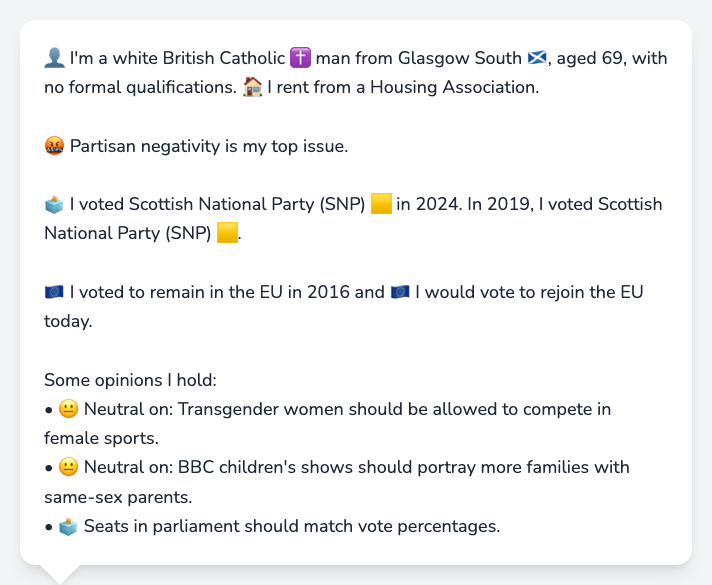 👤 I'm a white British Catholic ✝️ man from Glasgow South 🏴󠁧󠁢󠁳󠁣󠁴󠁿, aged 69, with
no formal qualifications. 🏠 I rent from a Housing Association.
🤬 Partisan negativity is my top issue.
🗳️ I voted Scottish National Party (SNP) 🟨 in 2024. In 2019, I voted Scottish
National Party (SNP) 🟨.
🇪🇺 I voted to remain in the EU in 2016 and 🇪🇺 I would vote to rejoin the EU
today.
Some opinions I hold:
• 😐 Neutral on: Transgender women should be allowed to compete in
female sports.
• 😐 Neutral on: BBC children's shows should portray more families with
same-sex parents.
• 🗳️ Seats in parliament should match vote percentages.